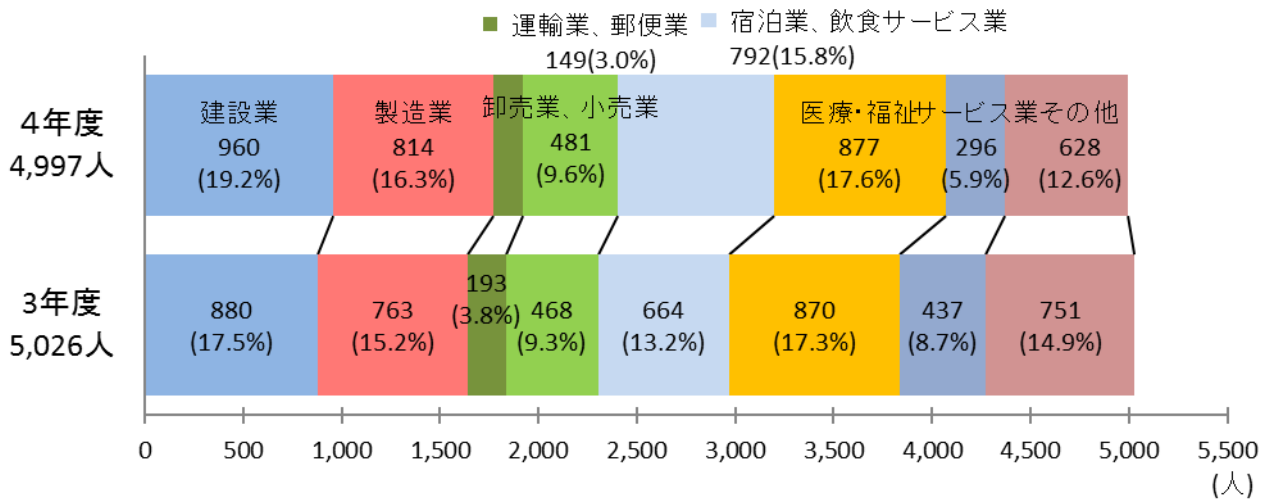 運輸業、郵便業 宿泊業、飲食サービス業
149(3.0%) 792(15.8%)
4年度
4,997人
建設業 製造業 卸売業、小売業 医療・福祉 サービス業 その他
960 814 481 877 296 628
(19.2%) (16.3%) (9.6%) (17.6%) (5.9%) (12.6%)
3年度
5,026人
193
(3.8%)
880 763 468 664 870 437 751
(17.5%) (15.2%) (9.3%) (13.2%) (17.3%) (8.7%) (14.9%)
0 500 1,000 1,500 2,000 2,500 3,000 3,500 4,000 4,500 5,000 5,500
(人)